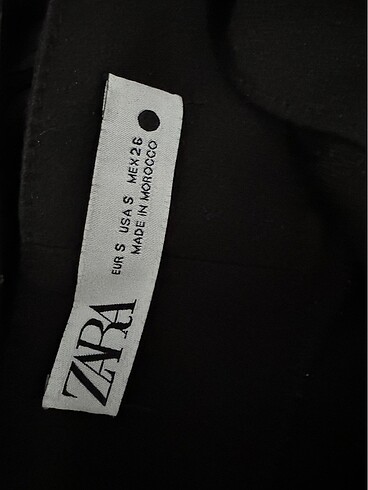 ZARA
EUR S USA S MEX 26
MADE IN MOROCCO